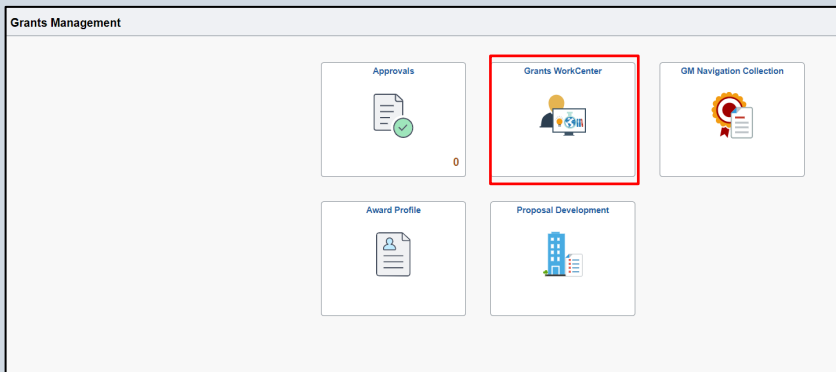 Grants Management
Approvals
Grants WorkCenter
GM Navigation Collection
0
Award Profile
Proposal Development